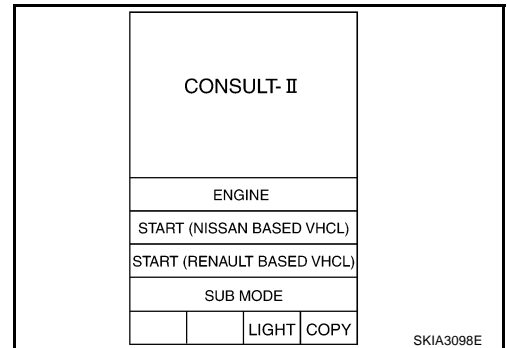 CONSULT-II
ENGINE
START (NISSAN BASED VHCL)
START (RENAULT BASED VHCL)
SUB MODE
LIGHT COPY
SKIA3098E